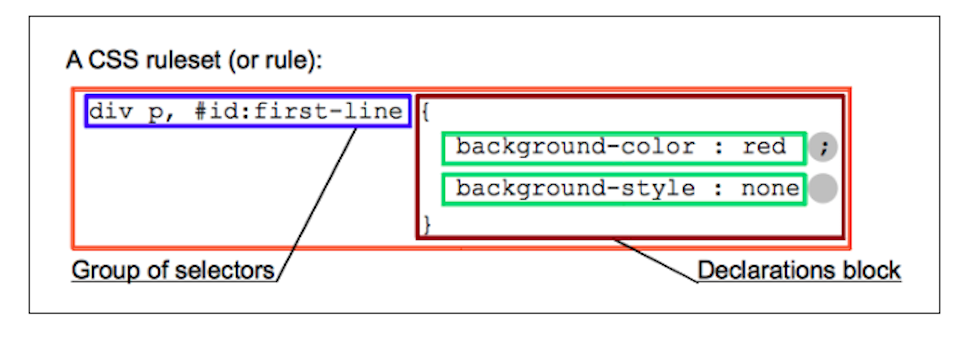 A CSS ruleset (or rule):
div p, #id:first-line {
background-color : red ;
background-style : none
}
Group of selectors
Declarations block